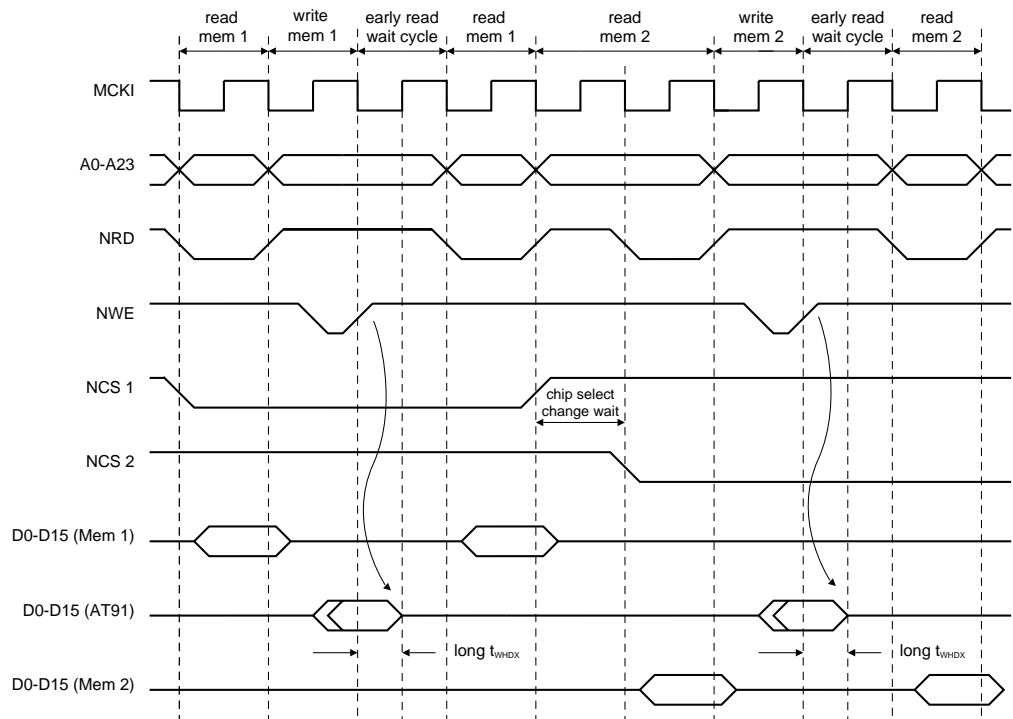 read
mem 1
write
mem 1
early read
wait cycle
read
mem 1
read
mem 2
write
mem 2
early read
wait cycle
read
mem 2
MCKI
A0-A23
NRD
NWE
NCS 1
chip select
change wait
NCS 2
D0-D15 (Mem 1)
D0-D15 (AT91)
long tWHDX
long tWHDX
D0-D15 (Mem 2)